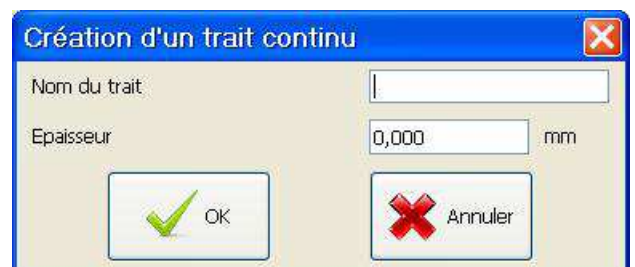 Création d'un trait continu
Nom du trait
Epaisseur 0,000 mm
OK Annuler